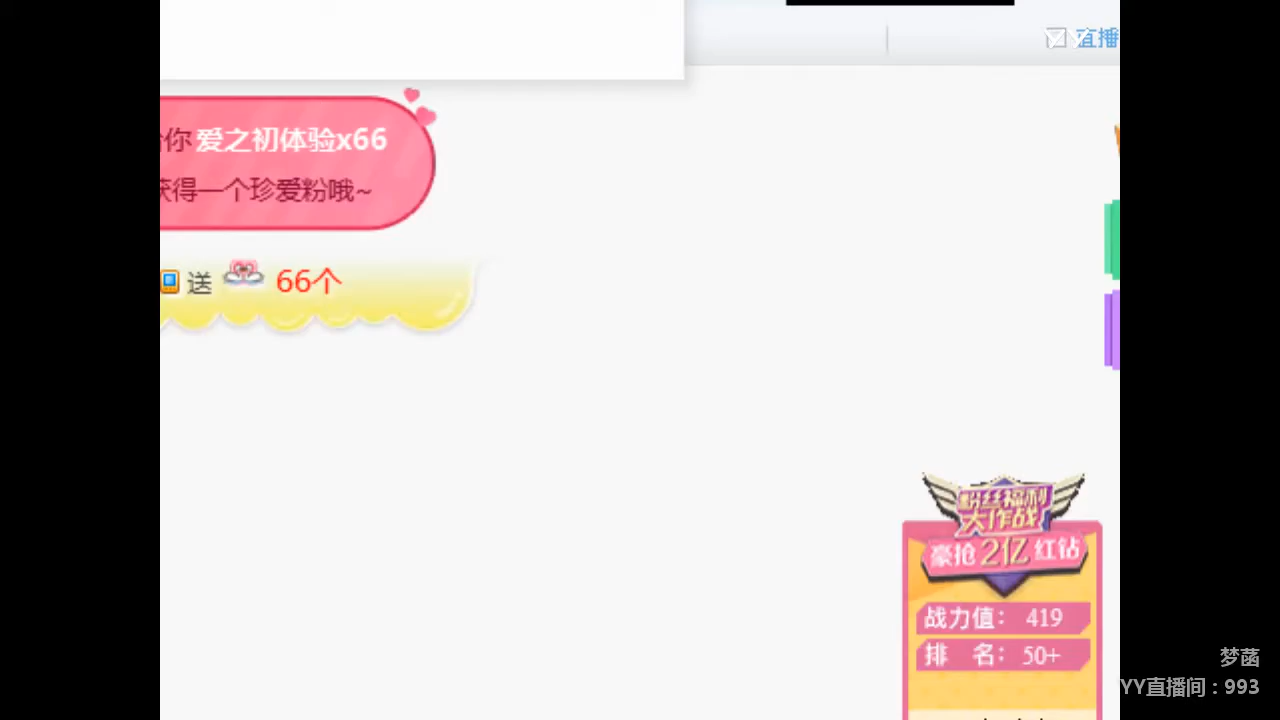 直播
你 爱之初体验x66
获得一个珍爱粉哦~
送 66个
粉丝福利
大作战
豪抢2亿红钻
战力值： 419
排 名： 50+
梦菡
YY直播间：993